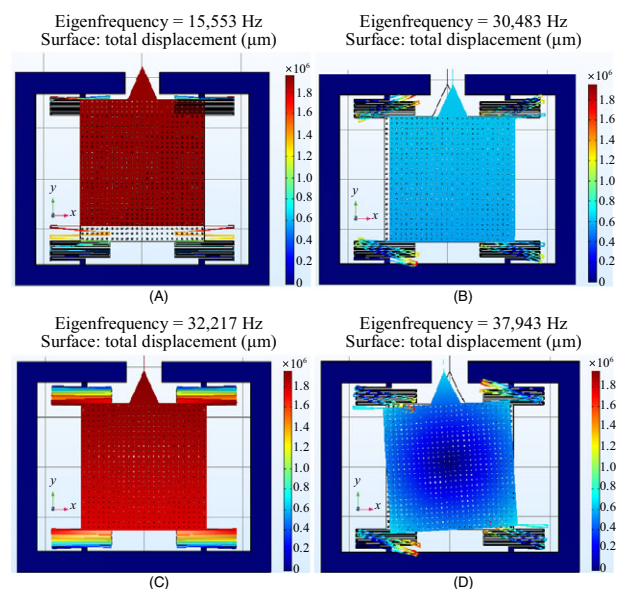 Eigenfrequency = 15,553 Hz
Surface: total displacement (µm)
×10⁶
1.8
1.6
1.4
1.2
1.0
0.8
0.6
0.4
0.2
0
y
x
(A)
Eigenfrequency = 30,483 Hz
Surface: total displacement (µm)
×10⁶
1.8
1.6
1.4
1.2
1.0
0.8
0.6
0.4
0.2
0
y
x
(B)
Eigenfrequency = 32,217 Hz
Surface: total displacement (µm)
×10⁶
1.8
1.6
1.4
1.2
1.0
0.8
0.6
0.4
0.2
0
y
x
(C)
Eigenfrequency = 37,943 Hz
Surface: total displacement (µm)
×10⁶
1.8
1.6
1.4
1.2
1.0
0.8
0.6
0.4
0.2
0
y
x
(D)